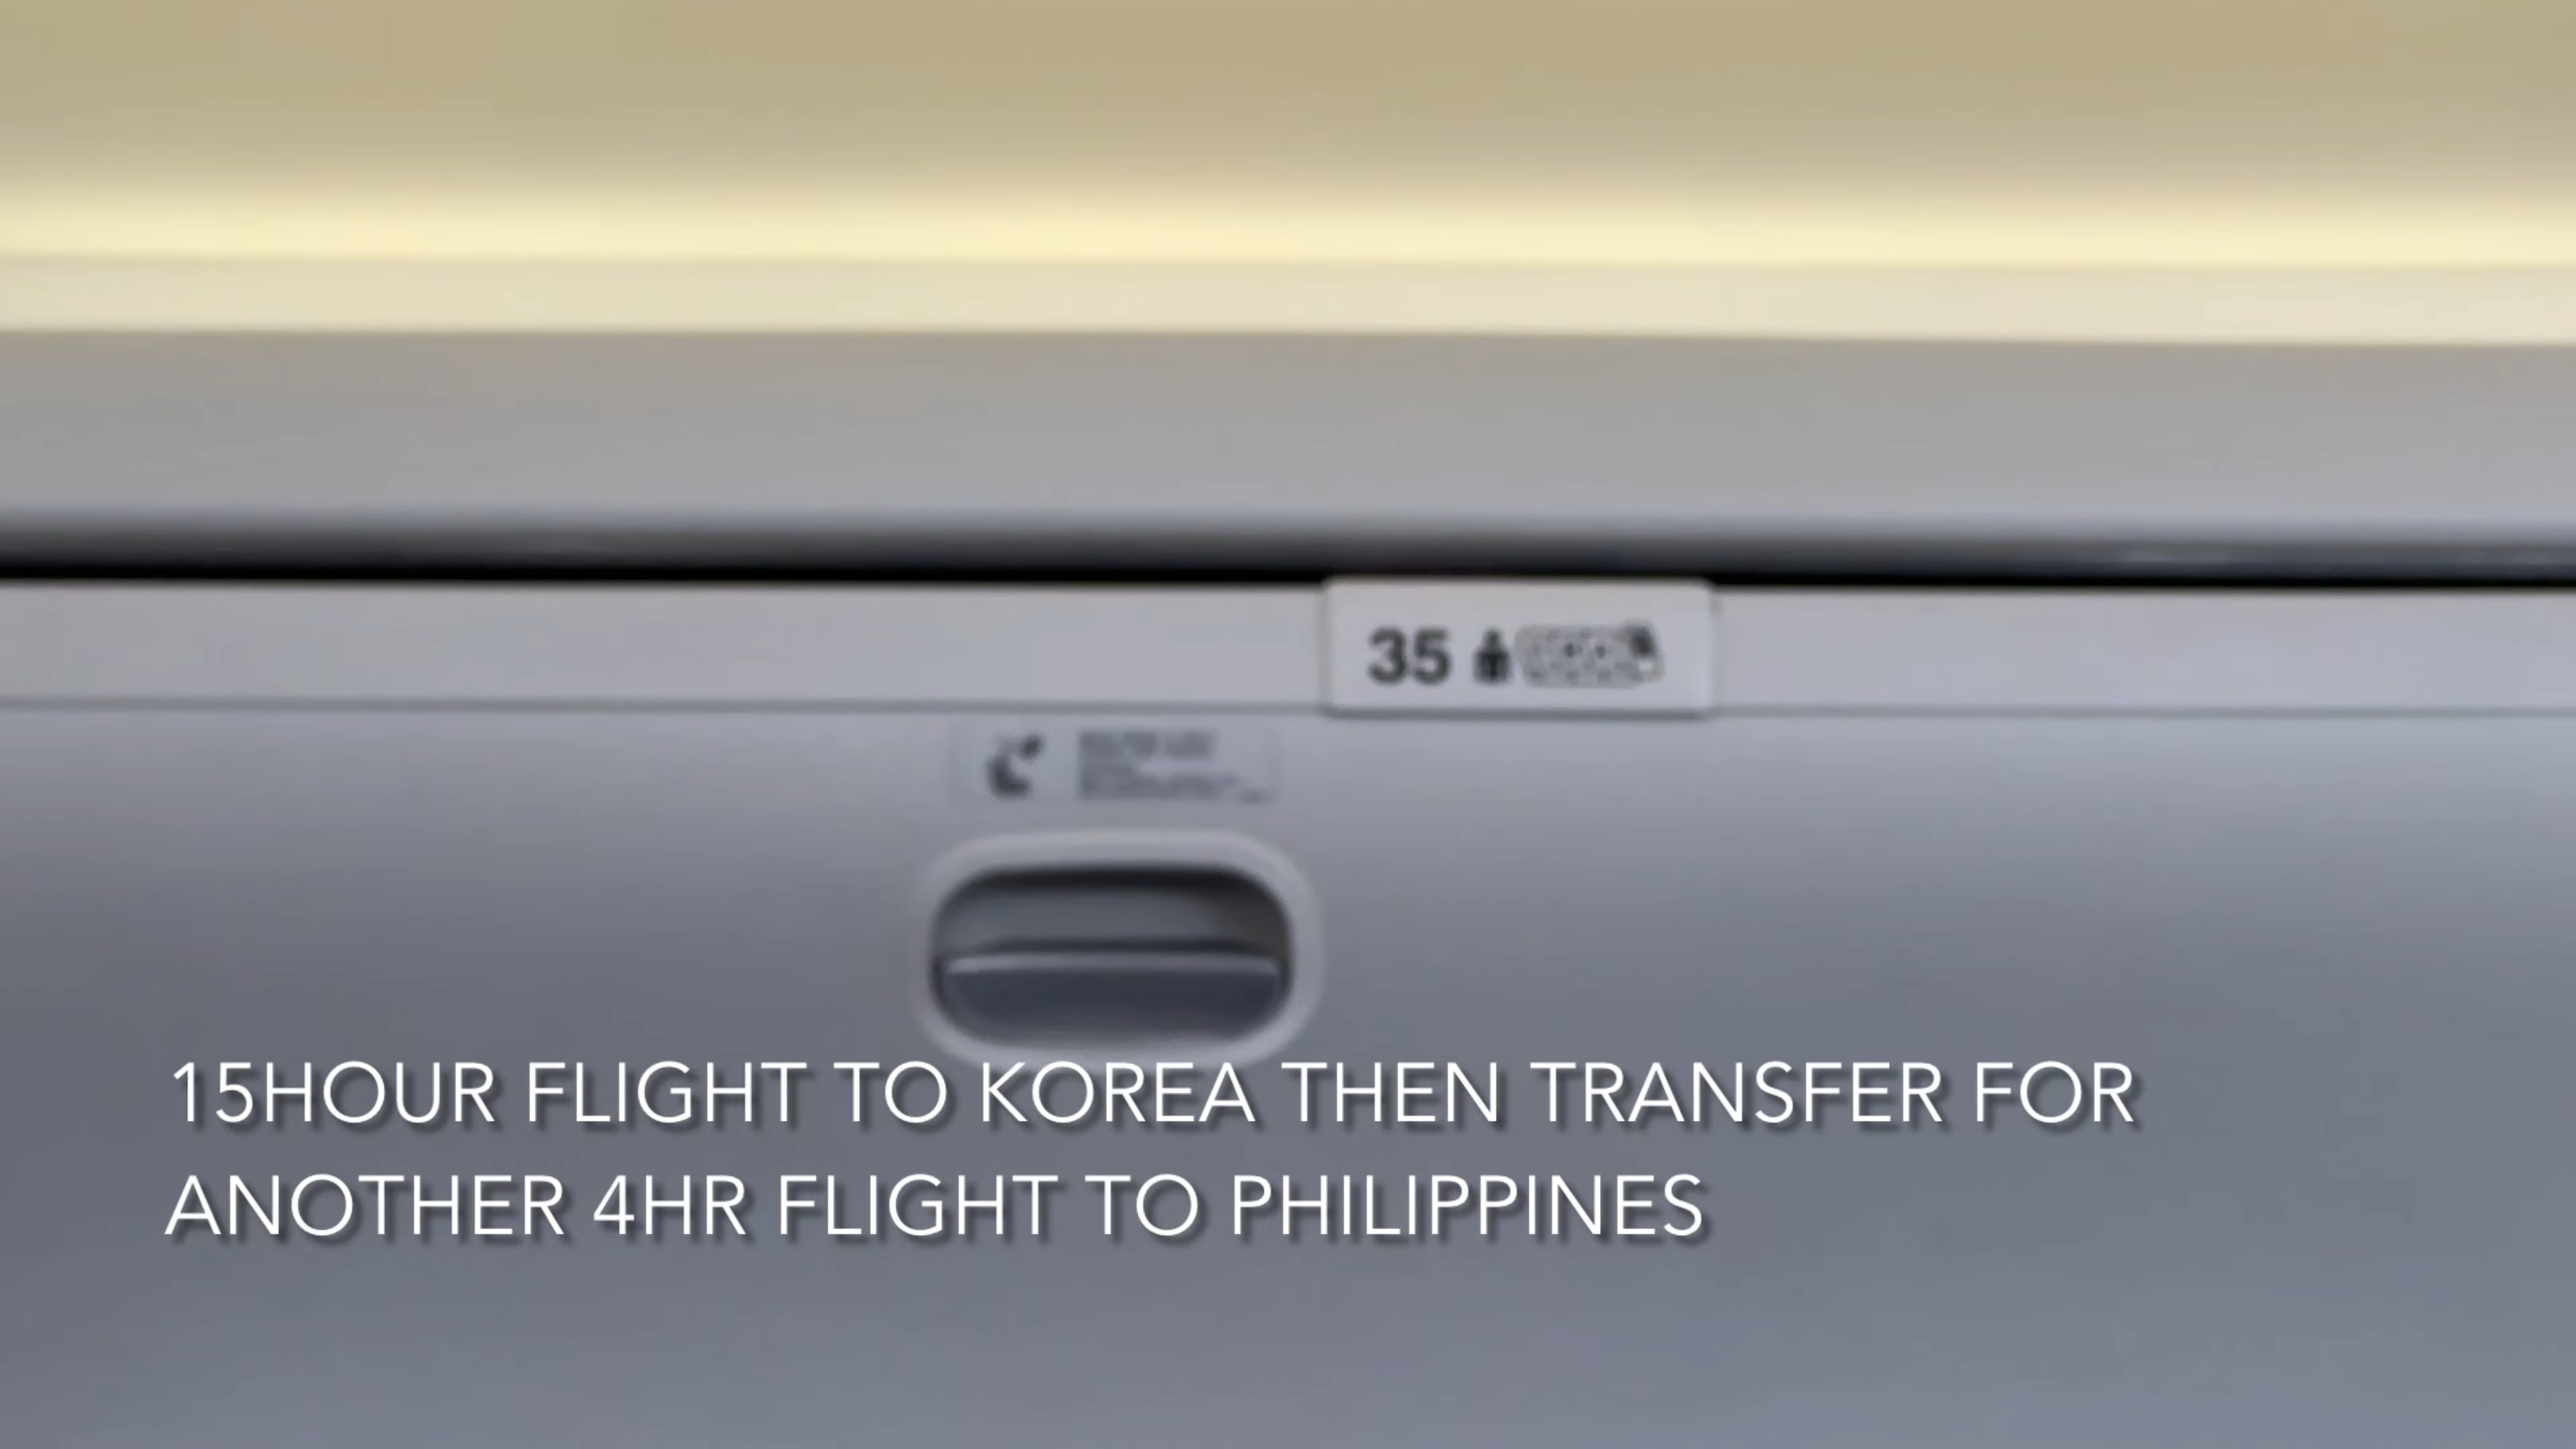 35
15HOUR FLIGHT TO KOREA THEN TRANSFER FOR
ANOTHER 4HR FLIGHT TO PHILIPPINES